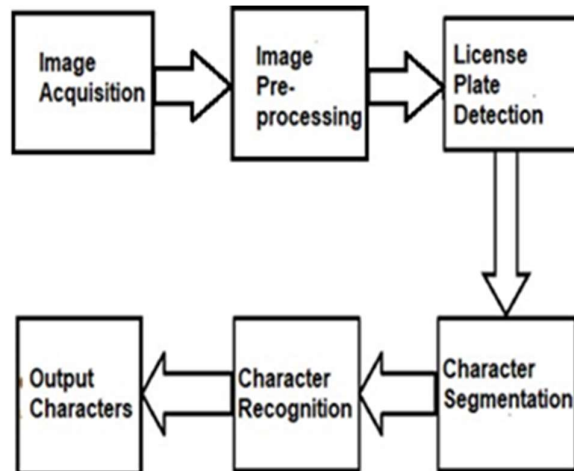 Image
Acquisition
Image
Pre-
processing
License
Plate
Detection
Character
Segmentation
Character
Recognition
Output
Characters